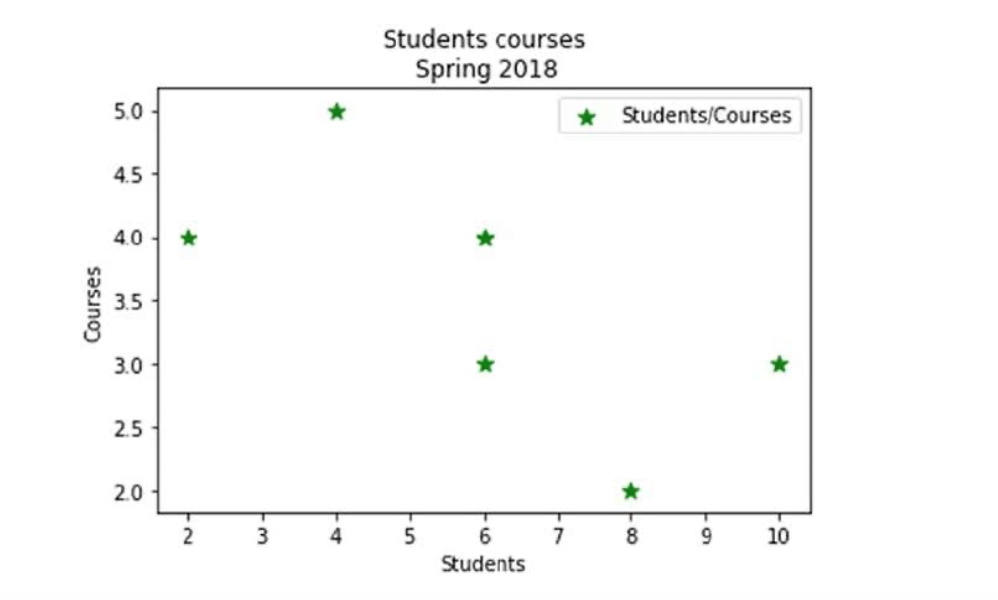 Students courses
Spring 2018
Students/Courses
5.0
4.5
4.0
3.5
3.0
2.5
2.0
Courses
2 3 4 5 6 7 8 9 10
Students